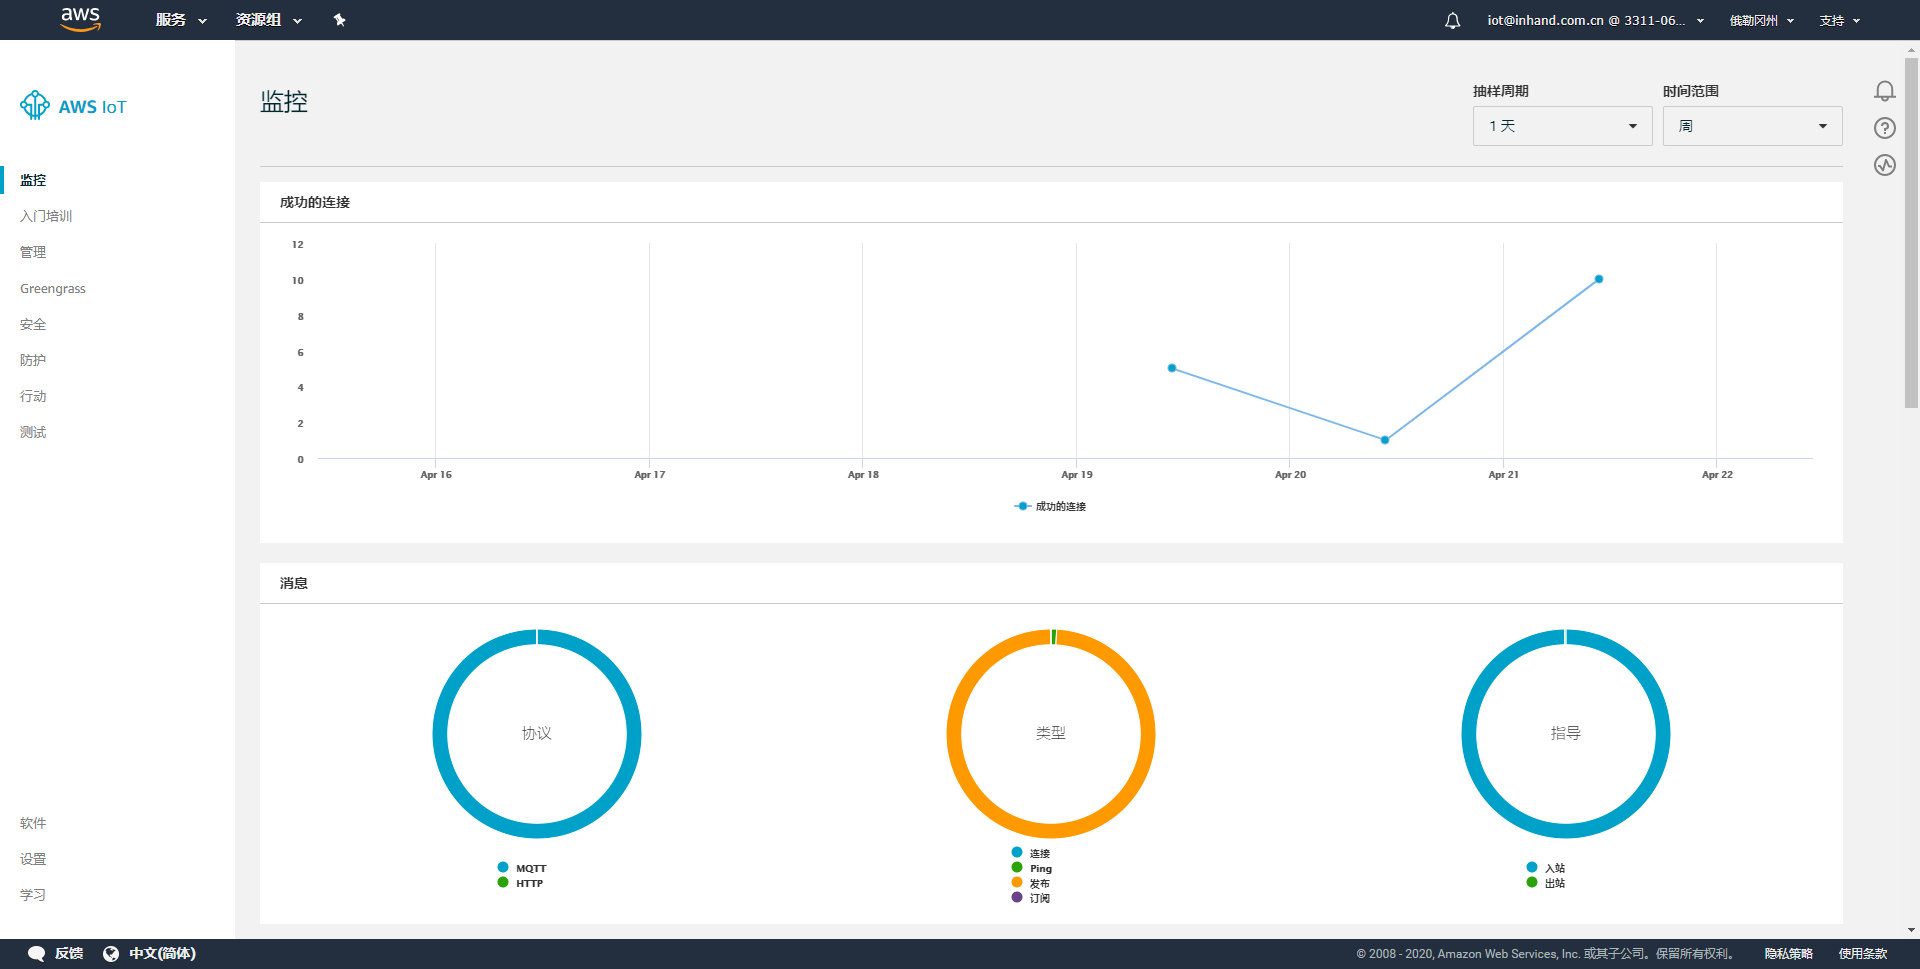 aws 服务 资源组 iot@inhand.com.cn @ 3311-06... 俄勒冈州 支持
AWS IoT
监控
入门培训
管理
Greengrass
安全
防护
行动
测试
软件
设置
学习
监控
抽样周期 时间范围
1 天 周
成功的连接
12
10
8
6
4
2
0
Apr 16 Apr 17 Apr 18 Apr 19 Apr 20 Apr 21 Apr 22
成功的连接
消息
协议
MQTT
HTTP
类型
连接
Ping
发布
订阅
指导
入站
出站
反馈 中文(简体) © 2008 - 2020, Amazon Web Services, Inc. 或其子公司。保留所有权利。 隐私策略 使用条款